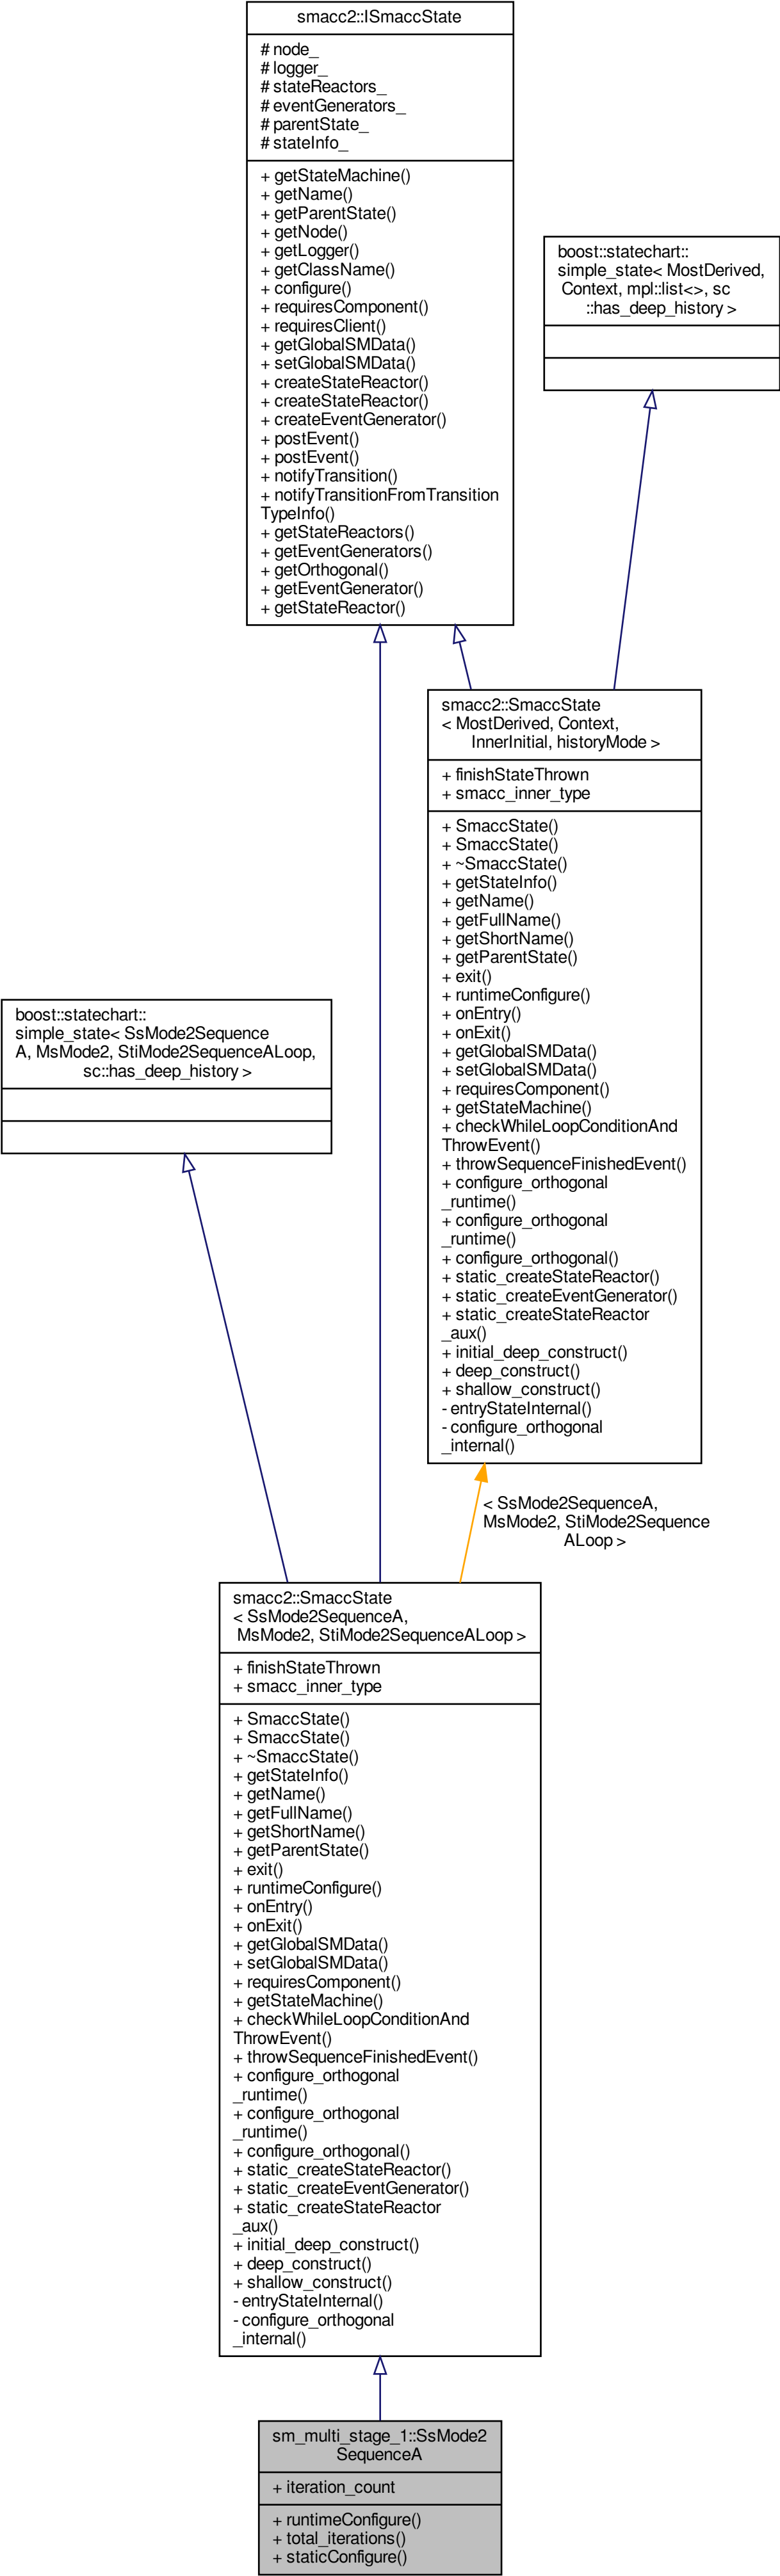 smacc2::ISmaccState
# node_
# logger_
# stateReactors_
# eventGenerators_
# parentState_
# stateInfo_
+ getStateMachine()
+ getName()
+ getParentState()
+ getNode()
+ getLogger()
+ getClassName()
+ configure()
+ requiresComponent()
+ requiresClient()
+ getGlobalSMData()
+ setGlobalSMData()
+ createStateReactor()
+ createStateReactor()
+ createEventGenerator()
+ postEvent()
+ postEvent()
+ notifyTransition()
+ notifyTransitionFromTransition
TypeInfo()
+ getStateReactors()
+ getEventGenerators()
+ getOrthogonal()
+ getEventGenerator()
+ getStateReactor()
boost::statechart::
simple_state< MostDerived,
Context, mpl::list<>, sc
::has_deep_history >
smacc2::SmaccState
< MostDerived, Context,
InnerInitial, historyMode >
+ finishStateThrown
+ smacc_inner_type
+ SmaccState()
+ SmaccState()
+ ~SmaccState()
+ getStateInfo()
+ getName()
+ getFullName()
+ getShortName()
+ getParentState()
+ exit()
+ runtimeConfigure()
+ onEntry()
+ onExit()
+ getGlobalSMData()
+ setGlobalSMData()
+ requiresComponent()
+ getStateMachine()
+ checkWhileLoopConditionAnd
ThrowEvent()
+ throwSequenceFinishedEvent()
+ configure_orthogonal
_runtime()
+ configure_orthogonal
_runtime()
+ configure_orthogonal()
+ static_createStateReactor()
+ static_createEventGenerator()
+ static_createStateReactor
_aux()
+ initial_deep_construct()
+ deep_construct()
+ shallow_construct()
- entryStateInternal()
- configure_orthogonal
_internal()
boost::statechart::
simple_state< SsMode2Sequence
A, MsMode2, StiMode2SequenceALoop,
sc::has_deep_history >
< SsMode2SequenceA,
MsMode2, StiMode2Sequence
ALoop >
smacc2::SmaccState
< SsMode2SequenceA,
MsMode2, StiMode2SequenceALoop >
+ finishStateThrown
+ smacc_inner_type
+ SmaccState()
+ SmaccState()
+ ~SmaccState()
+ getStateInfo()
+ getName()
+ getFullName()
+ getShortName()
+ getParentState()
+ exit()
+ runtimeConfigure()
+ onEntry()
+ onExit()
+ getGlobalSMData()
+ setGlobalSMData()
+ requiresComponent()
+ getStateMachine()
+ checkWhileLoopConditionAnd
ThrowEvent()
+ throwSequenceFinishedEvent()
+ configure_orthogonal
_runtime()
+ configure_orthogonal
_runtime()
+ configure_orthogonal()
+ static_createStateReactor()
+ static_createEventGenerator()
+ static_createStateReactor
_aux()
+ initial_deep_construct()
+ deep_construct()
+ shallow_construct()
- entryStateInternal()
- configure_orthogonal
_internal()
sm_multi_stage_1::SsMode2
SequenceA
+ iteration_count
+ runtimeConfigure()
+ total_iterations()
+ staticConfigure()